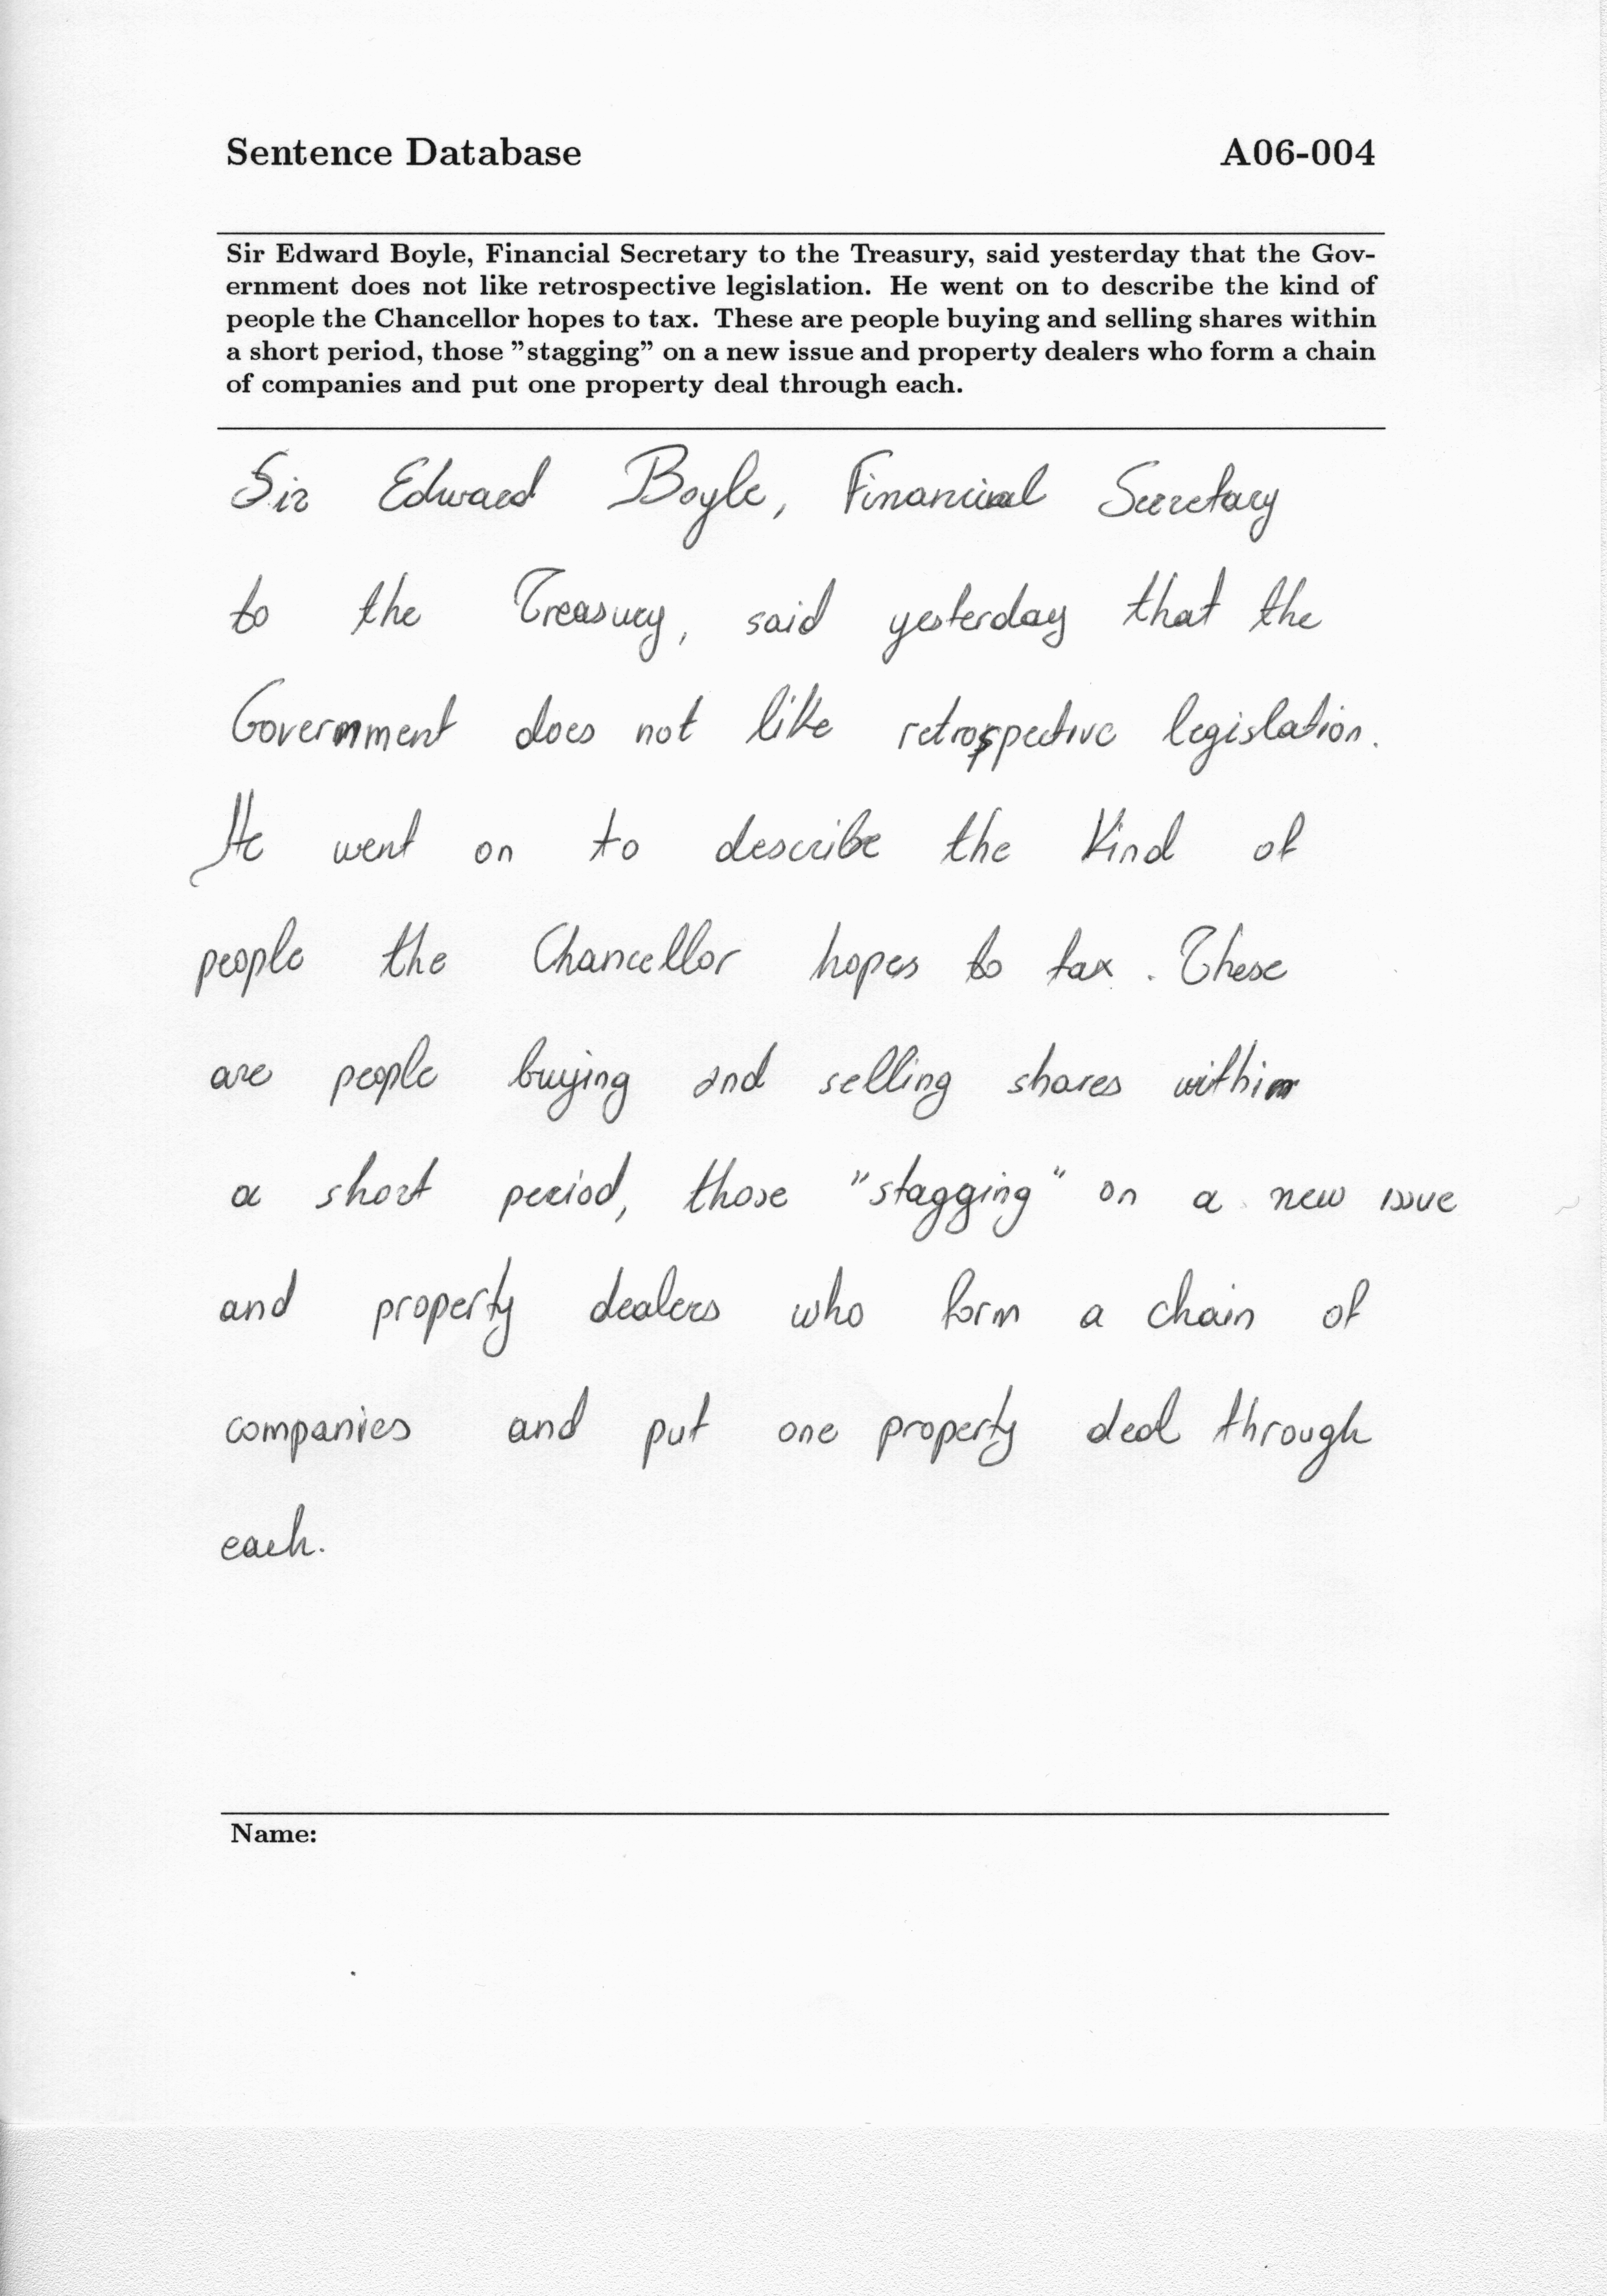 Sentence Database A06-004
Sir Edward Boyle, Financial Secretary to the Treasury, said yesterday that the Gov-
ernment does not like retrospective legislation. He went on to describe the kind of
people the Chancellor hopes to tax. These are people buying and selling shares within
a short period, those ”stagging” on a new issue and property dealers who form a chain
of companies and put one property deal through each.
Sir Edward Boyle, Financial Secretary
to the Treasury, said yesterday that the
Government does not like retrospective legislation.
He went on to describe the kind of
people the Chancellor hopes to tax. These
are people buying and selling shares within
a short period, those "stagging" on a new issue
and property dealers who form a chain of
companies and put one property deal through
each.
Name: